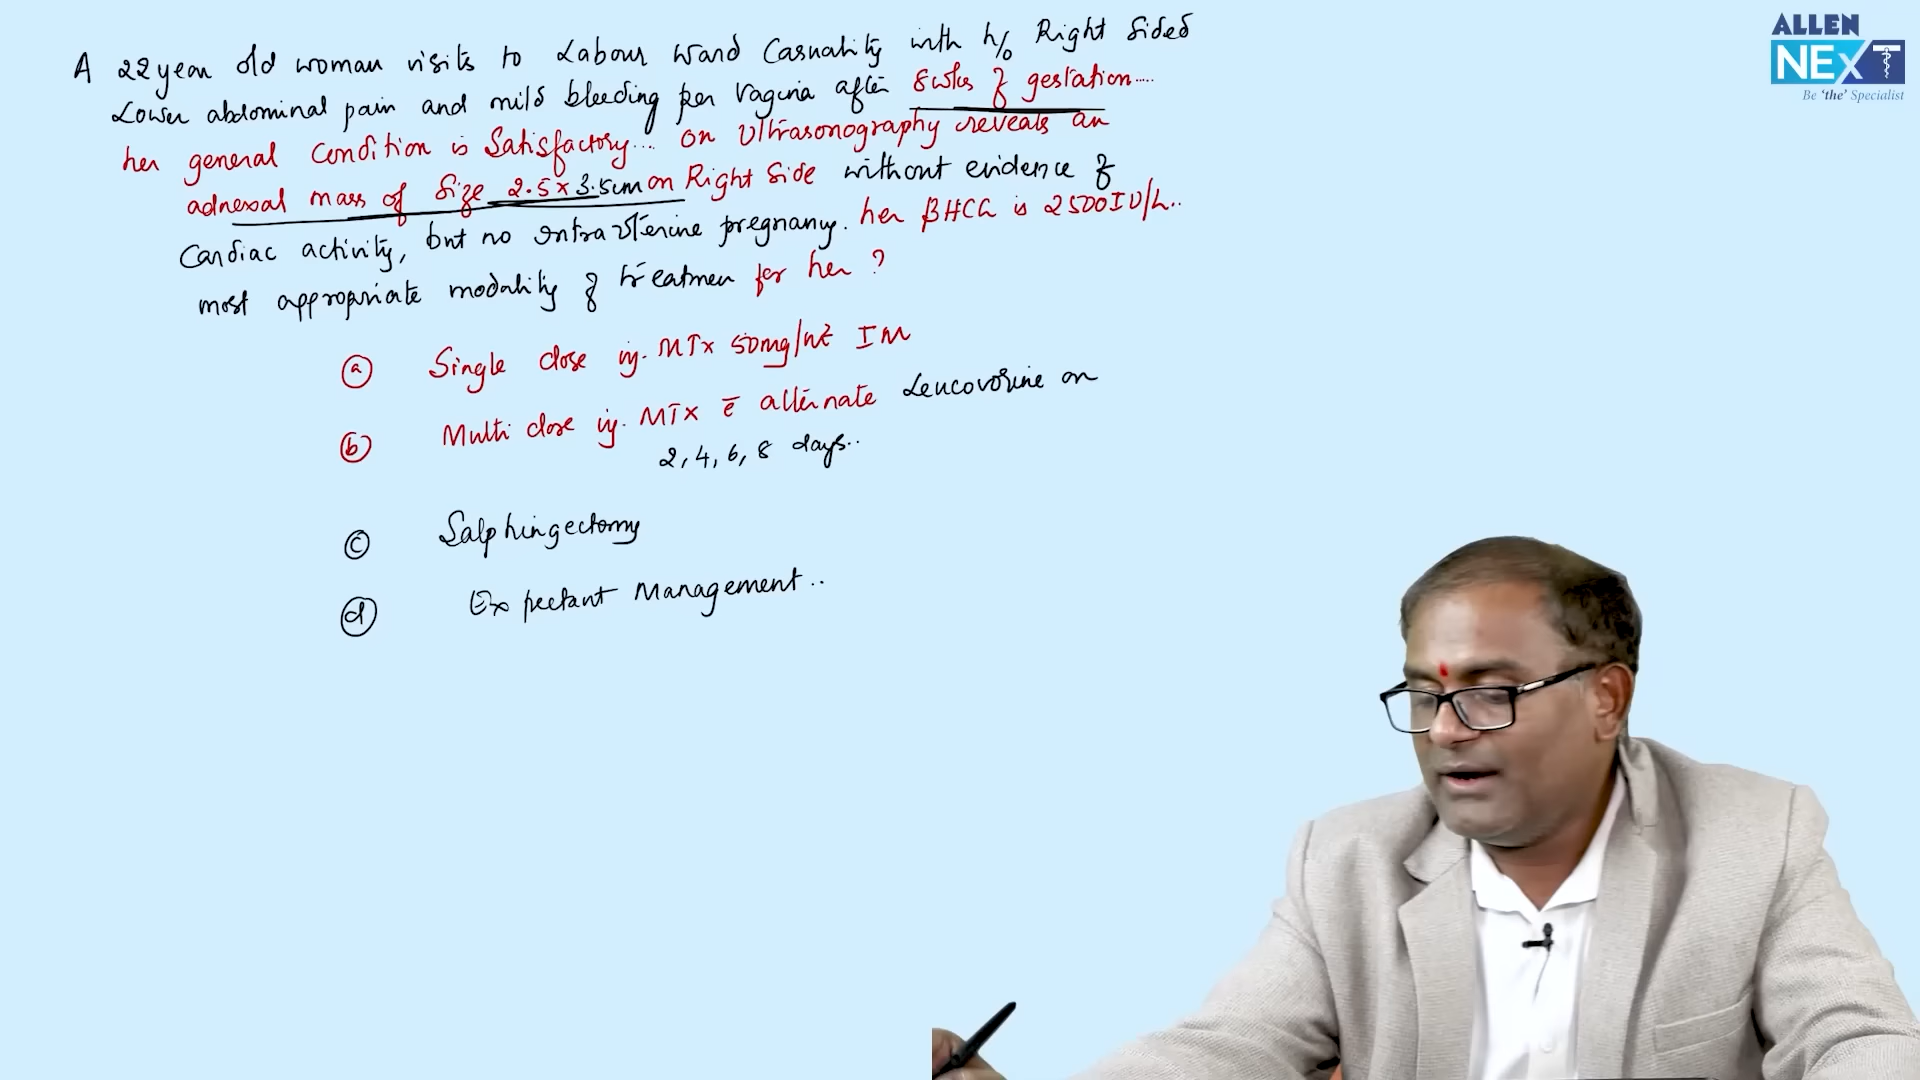 A 22 year old woman visits to Labour Ward Casuality with h/o Right Sided
Lower abdominal pain and mild bleeding per Vagina after 8wks of gestation.....
her general Condition is Satisfactory... on Ultrasonography reveals an
adnexal mass of Size 2.5 x 3.5cm on Right Side without evidence of
Cardiac activity, but no intrauterine pregnany. her βHCG is 2500IU/L..
most appropriate modality of treatmen for her ?
(a) Single dose inj. MTx 50mg/m² IM
(b) Multi dose inj. MTx c̄ alternate Leucovorine on
2, 4, 6, 8 days..
(c) Salphingectomy
(d) Expectant Management..
ALLEN
NEXT
Be 'the' Specialist